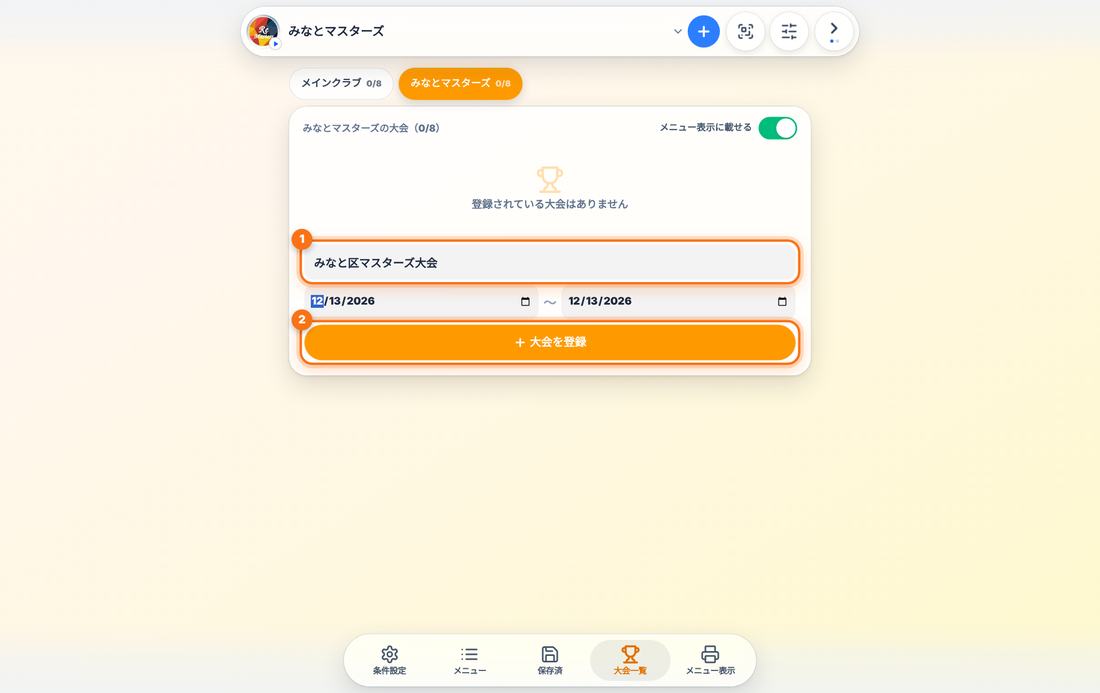 みなとマスターズ
メインクラブ 0/8
みなとマスターズ 0/8
みなとマスターズの大会（0/8）
メニュー表示に載せる
登録されている大会はありません
1
みなと区マスターズ大会
12/13/2026 〜 12/13/2026
2
+ 大会を登録
条件設定
メニュー
保存済
大会一覧
メニュー表示